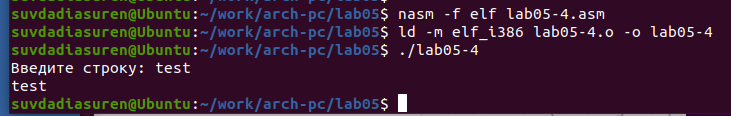 suvdadiasuren@Ubuntu:~/work/arch-pc/lab05$ nasm -f elf lab05-4.asm
suvdadiasuren@Ubuntu:~/work/arch-pc/lab05$ ld -m elf_i386 lab05-4.o -o lab05-4
suvdadiasuren@Ubuntu:~/work/arch-pc/lab05$ ./lab05-4
Введите строку: test
test
suvdadiasuren@Ubuntu:~/work/arch-pc/lab05$